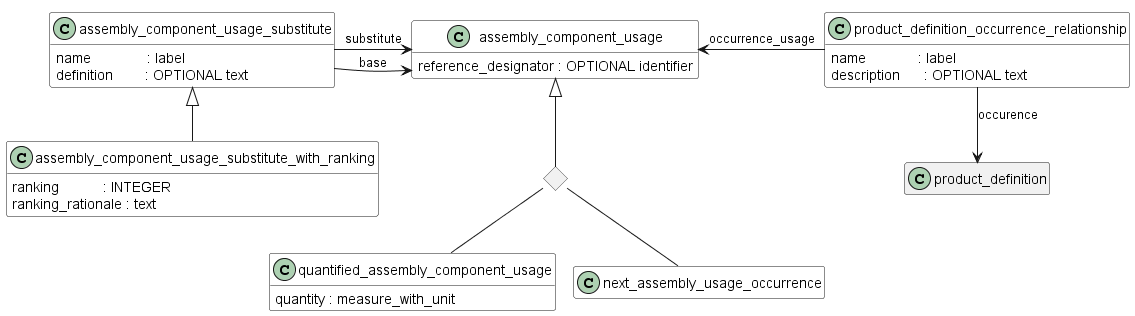 C assembly_component_usage_substitute
name : label
definition : OPTIONAL text
substitute
base
C assembly_component_usage
reference_designator : OPTIONAL identifier
occurrence_usage
C product_definition_occurrence_relationship
name : label
description : OPTIONAL text
occurence
C assembly_component_usage_substitute_with_ranking
ranking : INTEGER
ranking_rationale : text
C product_definition
C quantified_assembly_component_usage
quantity : measure_with_unit
C next_assembly_usage_occurrence